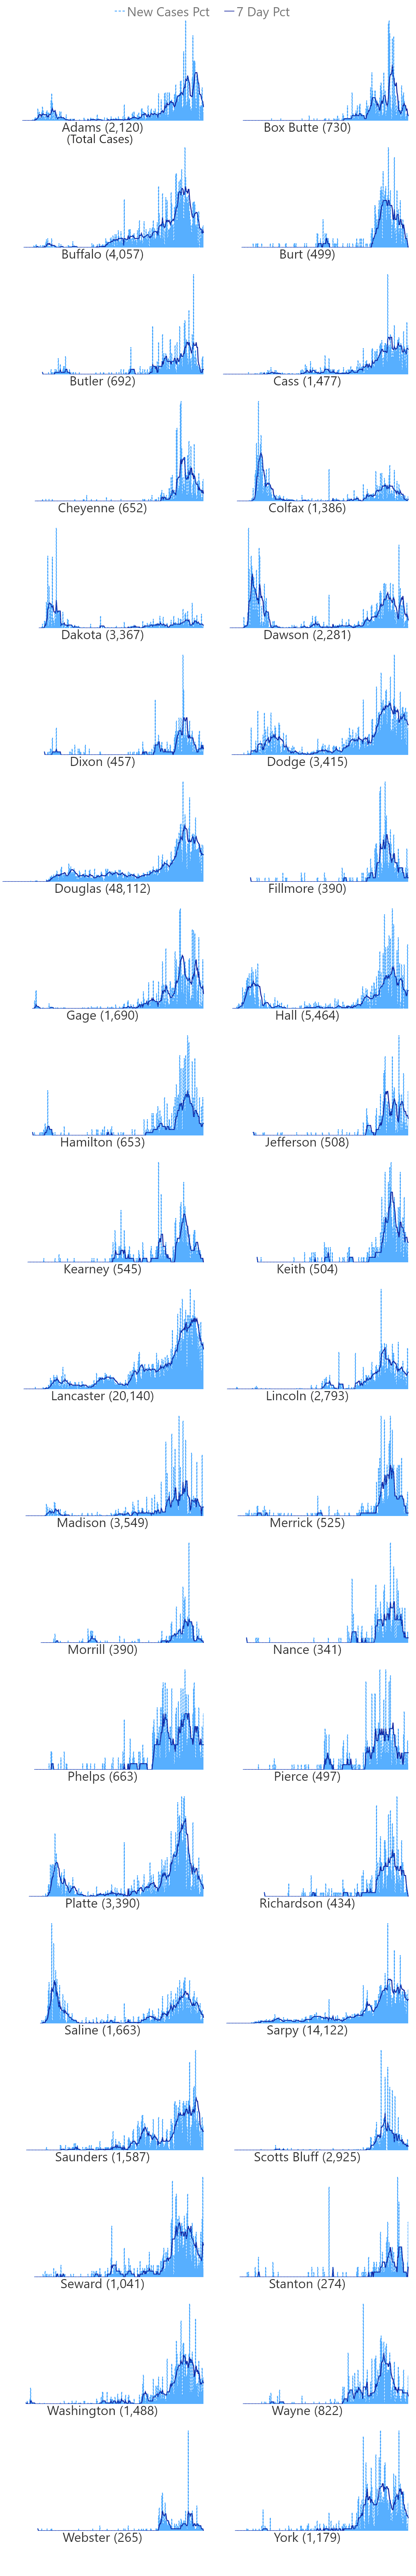 New Cases Pct 7 Day Pct
Adams (2,120)
(Total Cases)
Box Butte (730)
Buffalo (4,057)
Burt (499)
Butler (692)
Cass (1,477)
Cheyenne (652)
Colfax (1,386)
Dakota (3,367)
Dawson (2,281)
Dixon (457)
Dodge (3,415)
Douglas (48,112)
Fillmore (390)
Gage (1,690)
Hall (5,464)
Hamilton (653)
Jefferson (508)
Kearney (545)
Keith (504)
Lancaster (20,140)
Lincoln (2,793)
Madison (3,549)
Merrick (525)
Morrill (390)
Nance (341)
Phelps (663)
Pierce (497)
Platte (3,390)
Richardson (434)
Saline (1,663)
Sarpy (14,122)
Saunders (1,587)
Scotts Bluff (2,925)
Seward (1,041)
Stanton (274)
Washington (1,488)
Wayne (822)
Webster (265)
York (1,179)